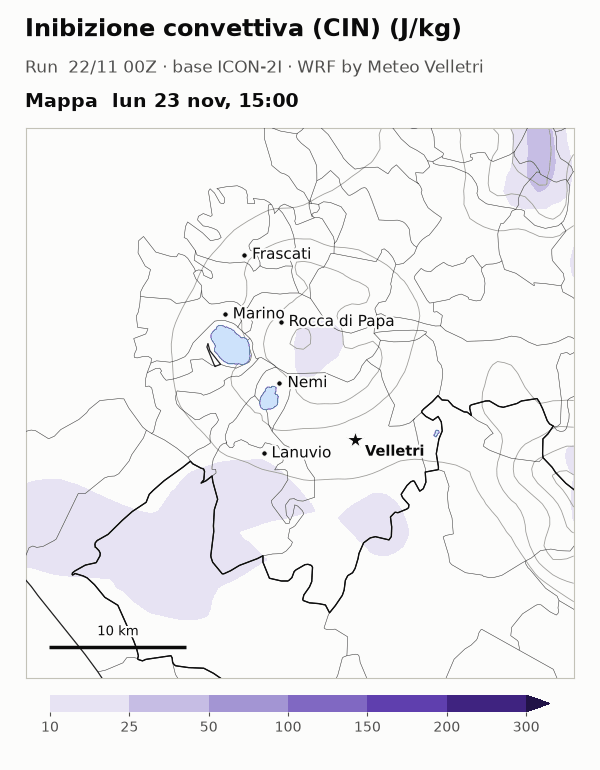 Inibizione convettiva (CIN) (J/kg)
Run  22/11 00Z · base ICON-2I · WRF by Meteo Velletri
Mappa  lun 23 nov, 15:00
Frascati
Marino
Rocca di Papa
Nemi
Velletri
Lanuvio
10 km
10 25 50 100 150 200 300